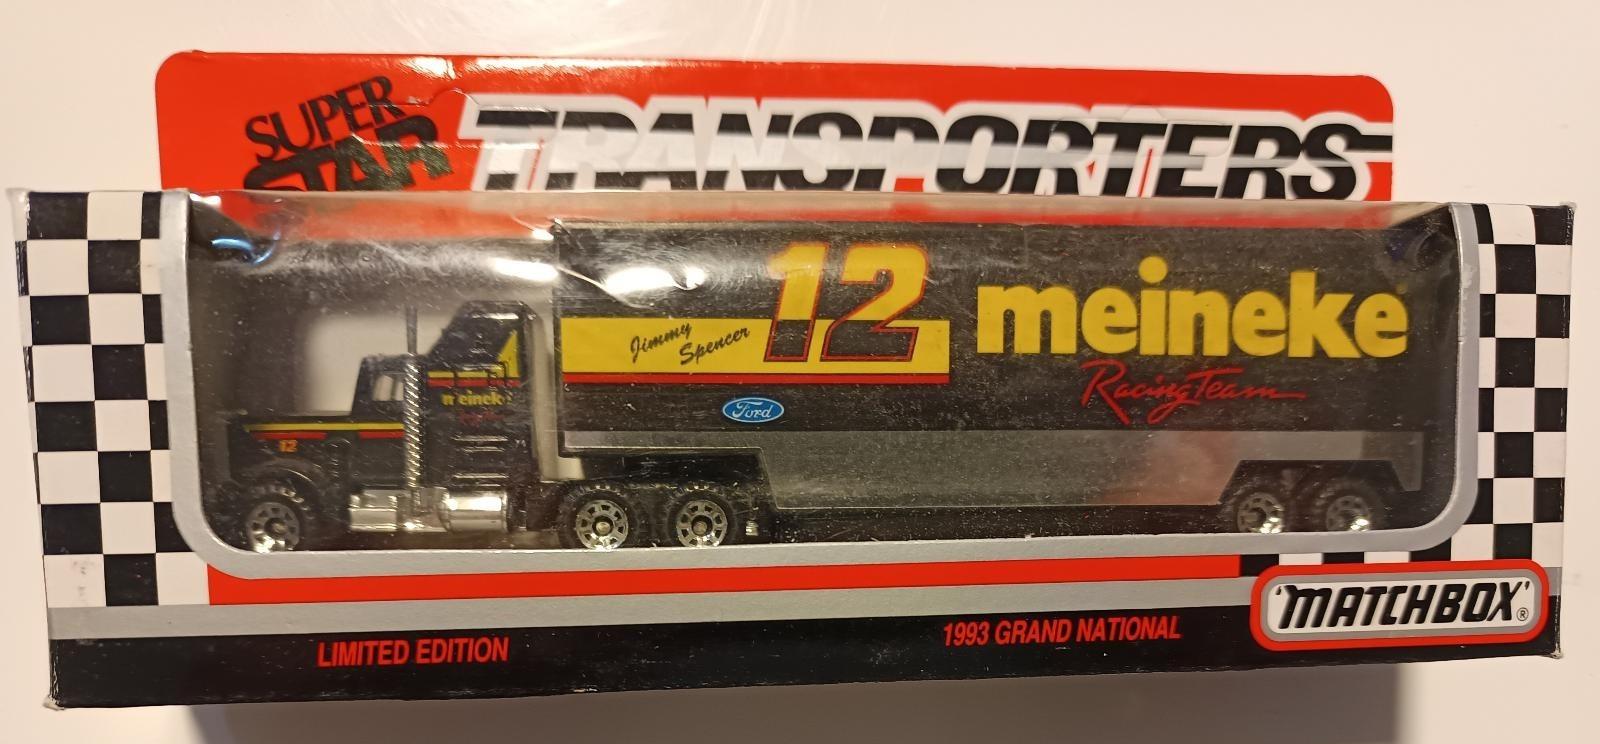 SUPER
STAR
TRANSPORTERS
12
meineke
Jimmy
Spencer
Racing Team
Ford
meineke
12
'MATCHBOX'®
LIMITED EDITION
1993 GRAND NATIONAL